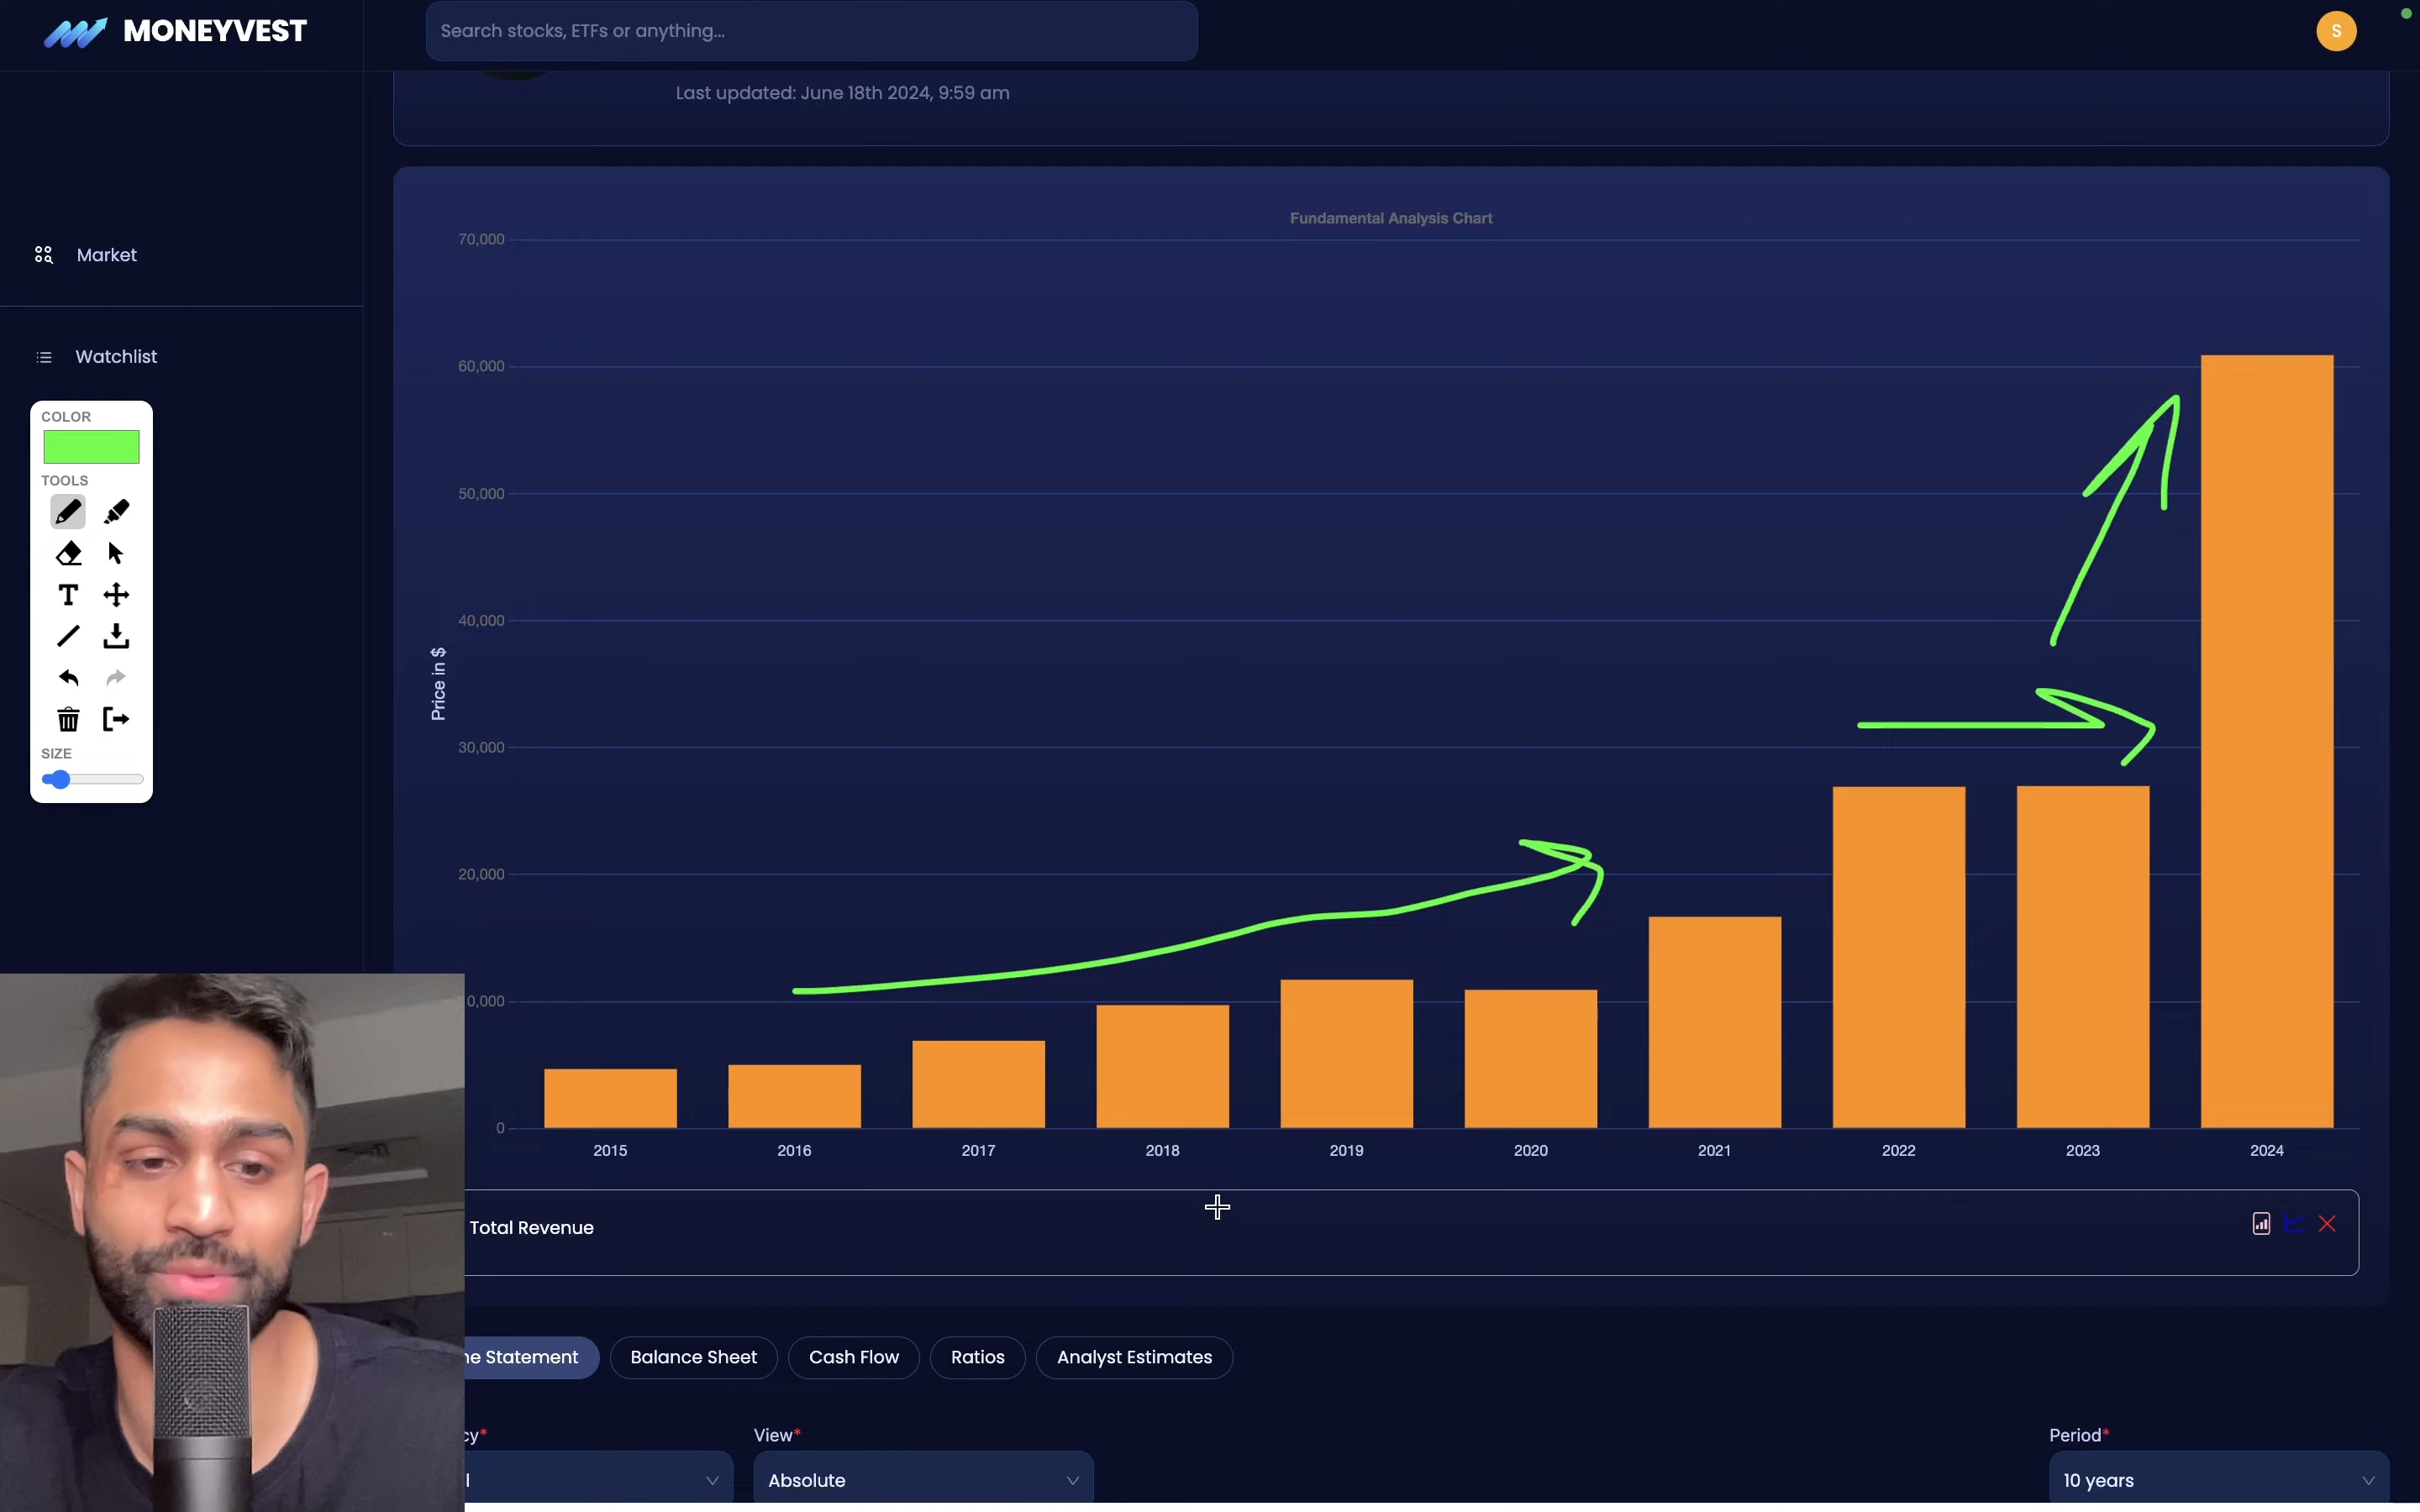 MONEYVEST
Search stocks, ETFs or anything...
S
Last updated: June 18th 2024, 9:59 am
Market
Watchlist
COLOR
TOOLS
T
SIZE
Fundamental Analysis Chart
Price in $
70,000
60,000
50,000
40,000
30,000
20,000
0,000
0
2015 2016 2017 2018 2019 2020 2021 2022 2023 2024
Total Revenue
ne Statement Balance Sheet Cash Flow Ratios Analyst Estimates
cy* View* Period*
l Absolute 10 years